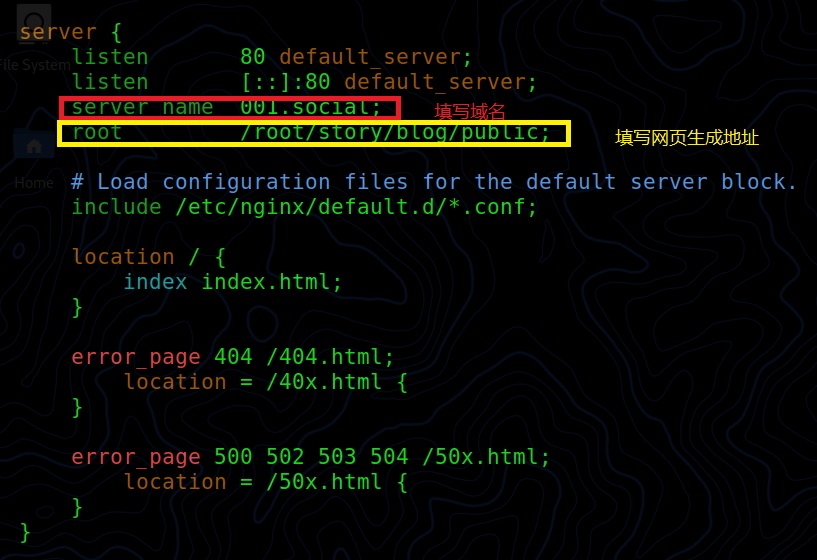 server {
listen 80 default_server;
listen [::]:80 default_server;
server_name 001.social; 填写域名
root /root/story/blog/public; 填写网页生成地址
# Load configuration files for the default server block.
include /etc/nginx/default.d/*.conf;
location / {
index index.html;
}
error_page 404 /404.html;
location = /40x.html {
}
error_page 500 502 503 504 /50x.html;
location = /50x.html {
}
}
File System
Home